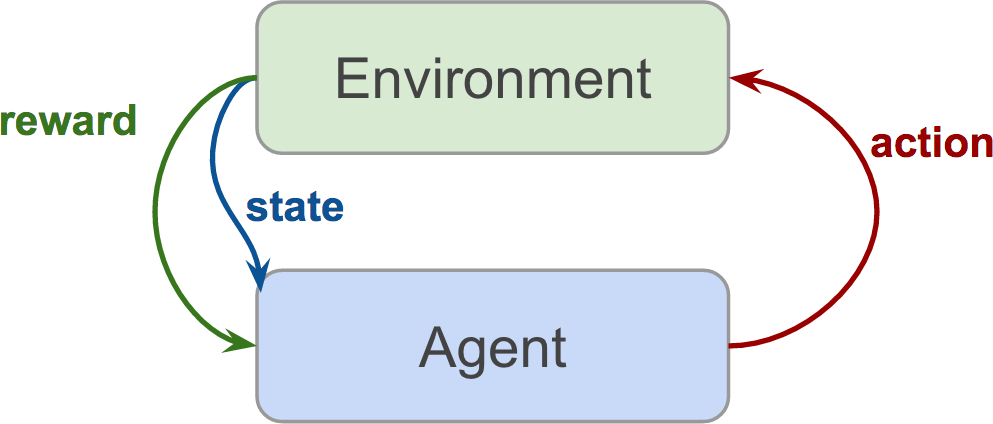 Environment
reward
action
state
Agent